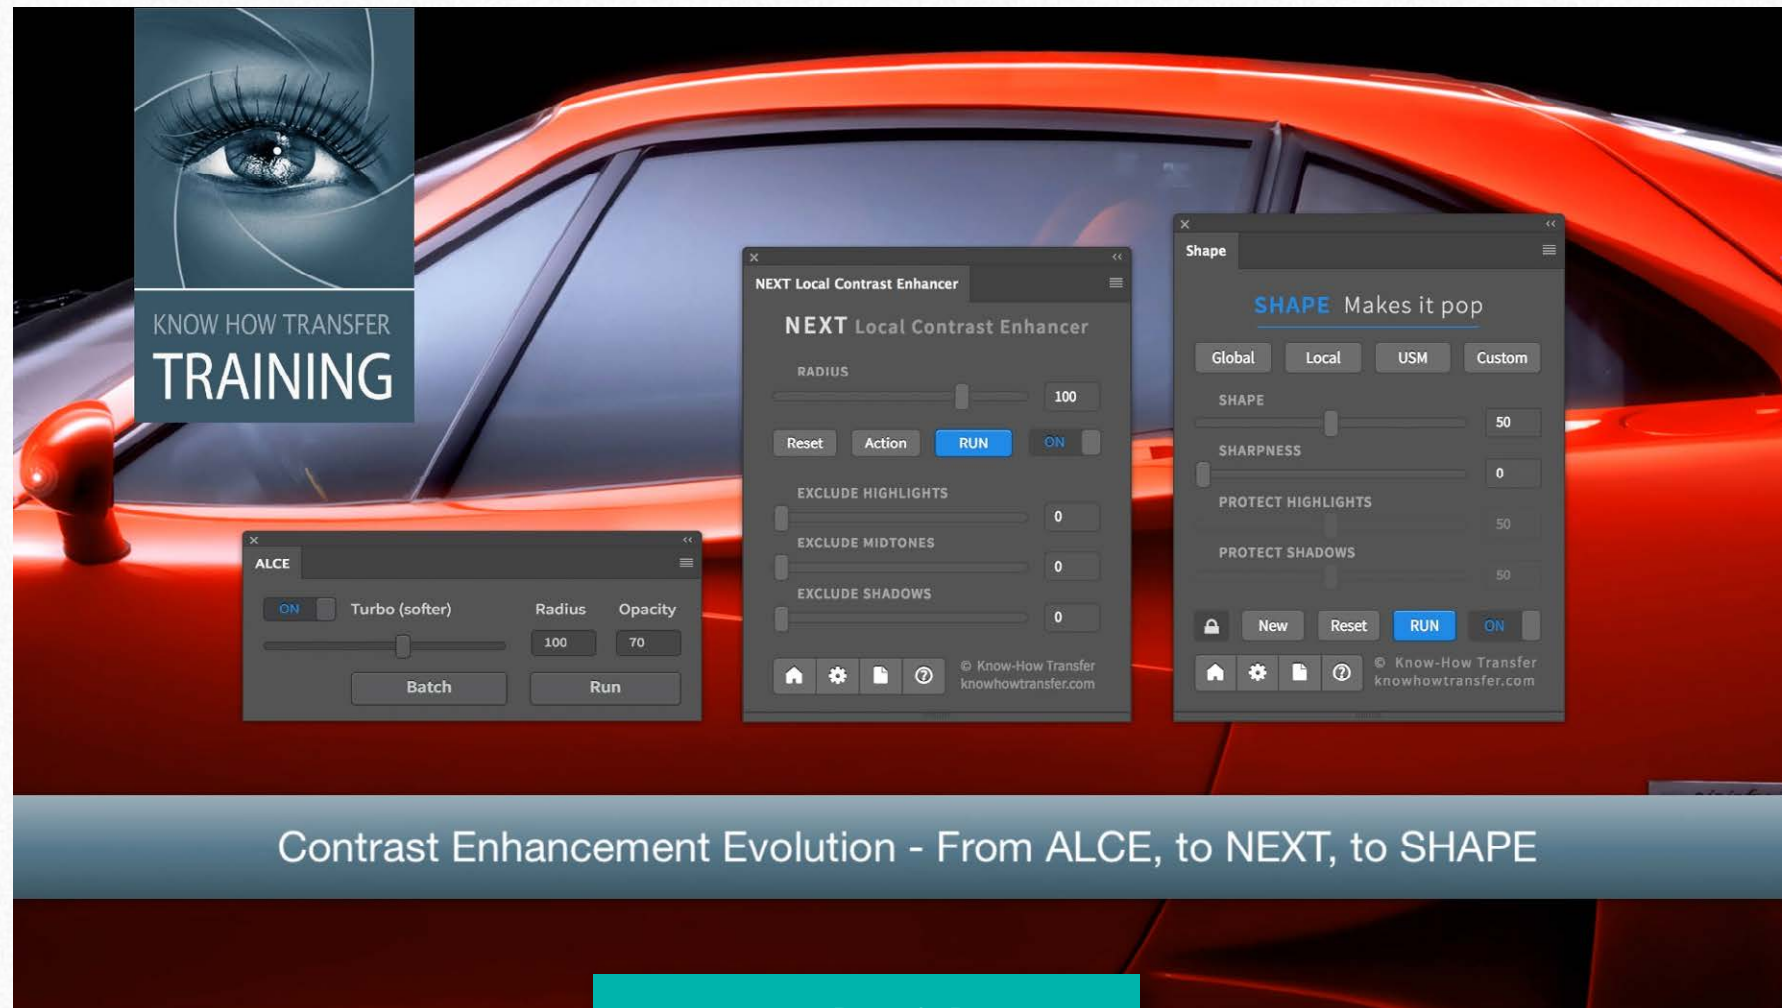 KNOW HOW TRANSFER
TRAINING
ALCE
ON
Turbo (softer)
Radius
Opacity
100
70
Batch
Run
NEXT Local Contrast Enhancer
NEXT Local Contrast Enhancer
RADIUS
100
Reset
Action
RUN
ON
EXCLUDE HIGHLIGHTS
0
EXCLUDE MIDTONES
0
EXCLUDE SHADOWS
0
© Know-How Transfer
knowhowtransfer.com
Shape
SHAPE Makes it pop
Global
Local
USM
Custom
SHAPE
50
SHARPNESS
0
PROTECT HIGHLIGHTS
50
PROTECT SHADOWS
50
New
Reset
RUN
ON
© Know-How Transfer
knowhowtransfer.com
Contrast Enhancement Evolution - From ALCE, to NEXT, to SHAPE